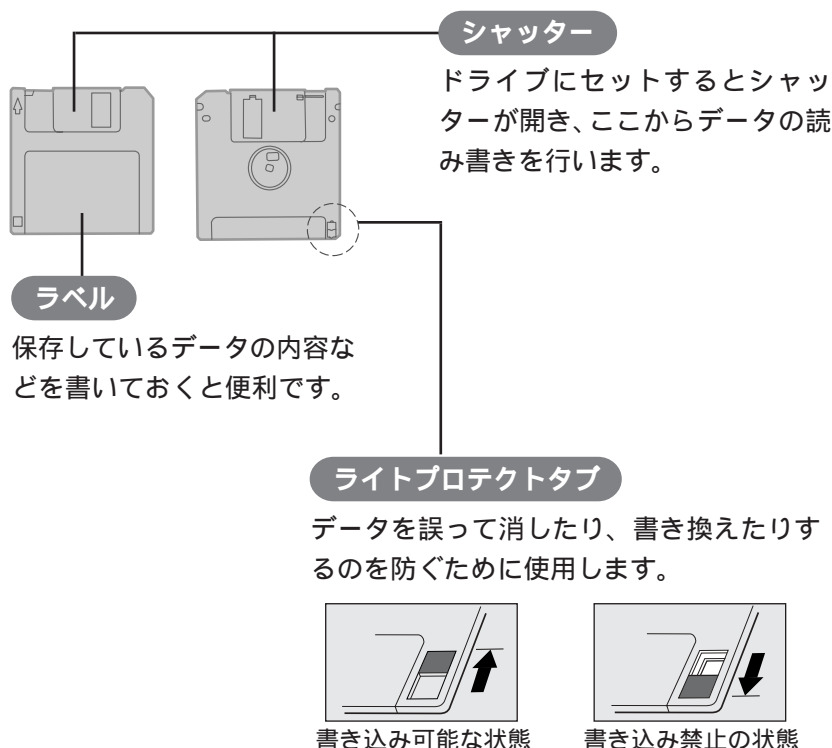 シャッター
ドライブにセットするとシャッ
ターが開き、ここからデータの読
み書きを行います。
ラベル
保存しているデータの内容な
どを書いておくと便利です。
ライトプロテクトタブ
データを誤って消したり、書き換えたりす
るのを防ぐために使用します。
書き込み可能な状態
書き込み禁止の状態